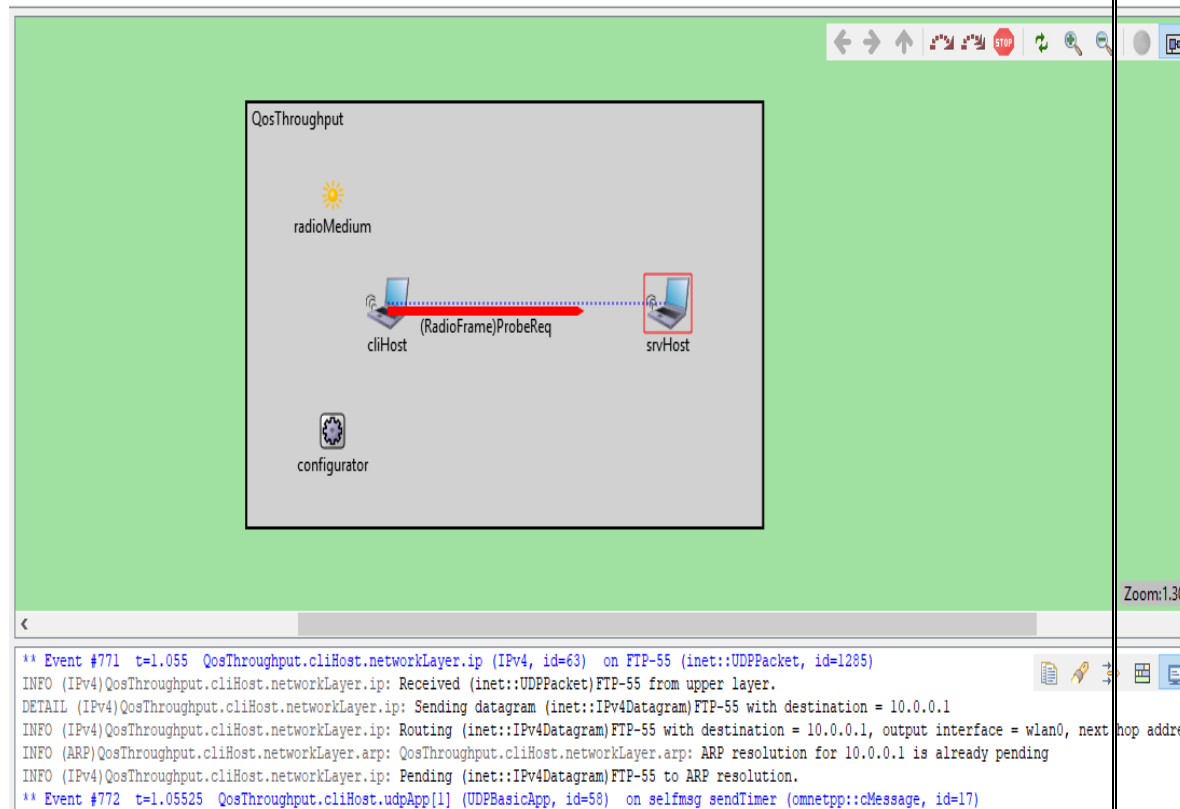 STOP
QosThroughput
radioMedium
(RadioFrame)ProbeReq
cliHost
srvHost
configurator
Zoom:1.30
** Event #771 t=1.055 QosThroughput.cliHost.networkLayer.ip (IPv4, id=63) on FTP-55 (inet::UDPPacket, id=1285)
INFO (IPv4)QosThroughput.cliHost.networkLayer.ip: Received (inet::UDPPacket)FTP-55 from upper layer.
DETAIL (IPv4)QosThroughput.cliHost.networkLayer.ip: Sending datagram (inet::IPv4Datagram)FTP-55 with destination = 10.0.0.1
INFO (IPv4)QosThroughput.cliHost.networkLayer.ip: Routing (inet::IPv4Datagram)FTP-55 with destination = 10.0.0.1, output interface = wlan0, next hop addre
INFO (ARP)QosThroughput.cliHost.networkLayer.arp: QosThroughput.cliHost.networkLayer.arp: ARP resolution for 10.0.0.1 is already pending
INFO (IPv4)QosThroughput.cliHost.networkLayer.ip: Pending (inet::IPv4Datagram)FTP-55 to ARP resolution.
** Event #772 t=1.05525 QosThroughput.cliHost.udpApp[1] (UDPBasicApp, id=58) on selfmsg sendTimer (omnetpp::cMessage, id=17)